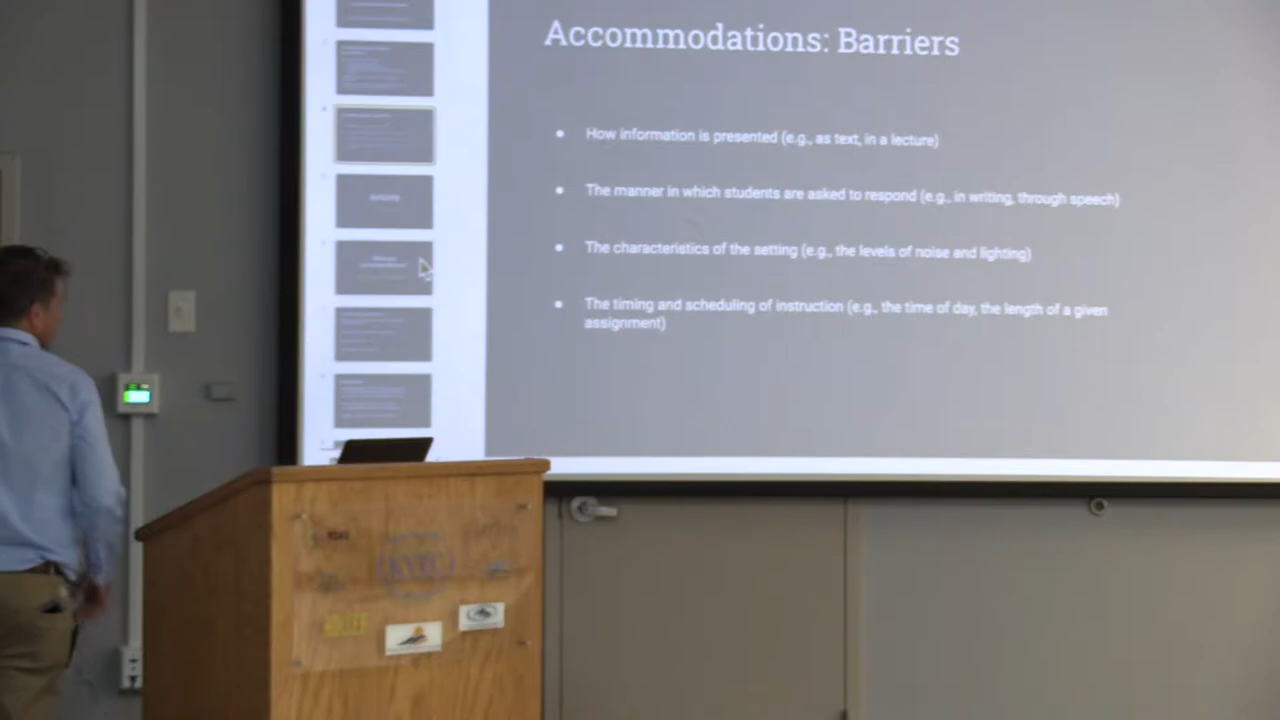 Accommodations: Barriers
How information is presented (e.g., as text, in a lecture)
The manner in which students are asked to respond (e.g., in writing, through speech)
The characteristics of the setting (e.g., the levels of noise and lighting)
The timing and scheduling of instruction (e.g., the time of day, the length of a given
assignment)